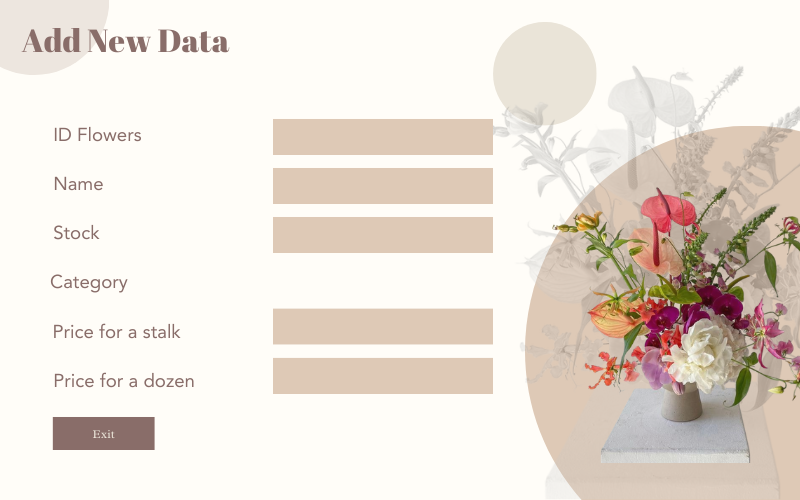 Add New Data
ID Flowers
Name
Stock
Category
Price for a stalk
Price for a dozen
Exit